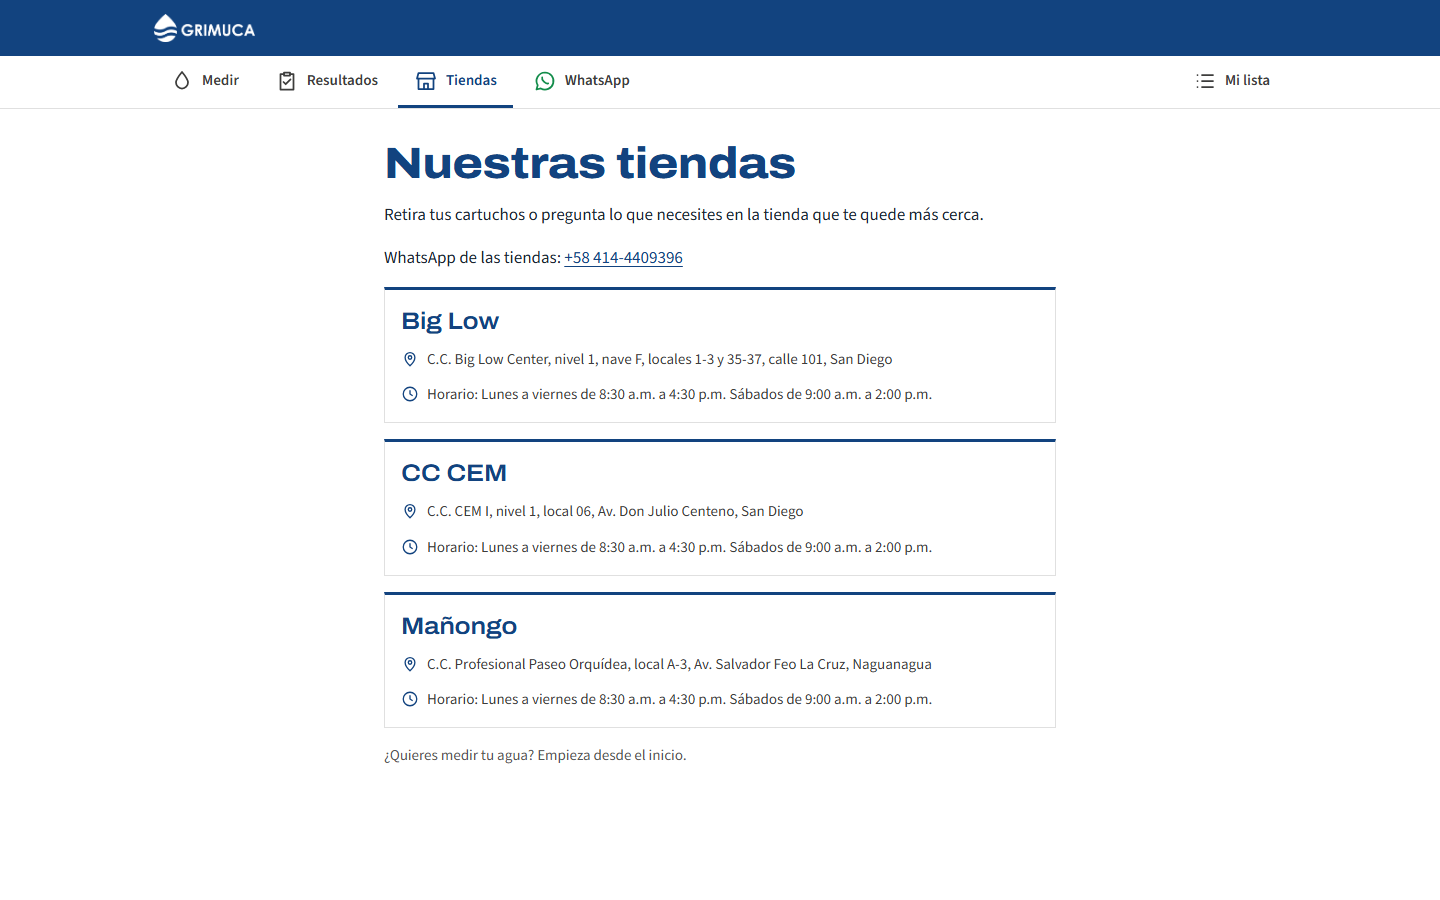 GRIMUCA
Medir
Resultados
Tiendas
WhatsApp
Mi lista
Nuestras tiendas
Retira tus cartuchos o pregunta lo que necesites en la tienda que te quede más cerca.
WhatsApp de las tiendas: +58 414-4409396
Big Low
C.C. Big Low Center, nivel 1, nave F, locales 1-3 y 35-37, calle 101, San Diego
Horario: Lunes a viernes de 8:30 a.m. a 4:30 p.m. Sábados de 9:00 a.m. a 2:00 p.m.
CC CEM
C.C. CEM I, nivel 1, local 06, Av. Don Julio Centeno, San Diego
Horario: Lunes a viernes de 8:30 a.m. a 4:30 p.m. Sábados de 9:00 a.m. a 2:00 p.m.
Mañongo
C.C. Profesional Paseo Orquídea, local A-3, Av. Salvador Feo La Cruz, Naguanagua
Horario: Lunes a viernes de 8:30 a.m. a 4:30 p.m. Sábados de 9:00 a.m. a 2:00 p.m.
¿Quieres medir tu agua? Empieza desde el inicio.